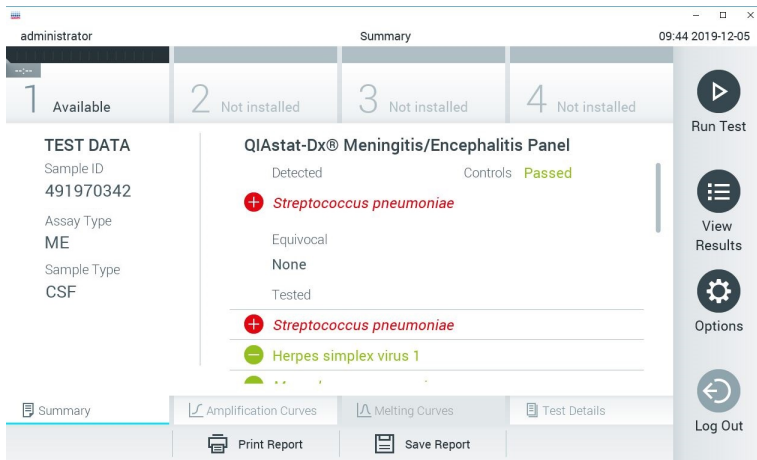 administrator
Summary
09:44 2019-12-05
--:--
1 Available
2 Not installed
3 Not installed
4 Not installed
Run Test
View Results
Options
Log Out
TEST DATA
Sample ID
491970342
Assay Type
ME
Sample Type
CSF
QIAstat-Dx® Meningitis/Encephalitis Panel
Detected
Controls Passed
Streptococcus pneumoniae
Equivocal
None
Tested
Streptococcus pneumoniae
Herpes simplex virus 1
Summary
Amplification Curves
Melting Curves
Test Details
Print Report
Save Report